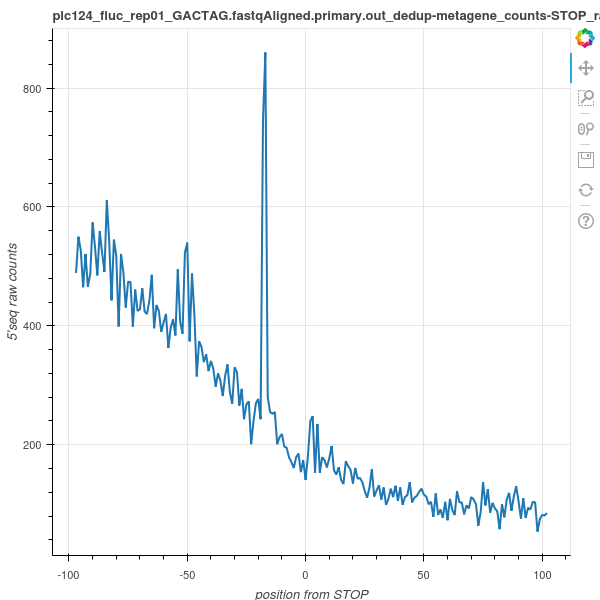 plc124_fluc_rep01_GACTAG.fastqAligned.primary.out_dedup-metagene_counts-STOP_ra
800
600
400
200
5'seq raw counts
-100 -50 0 50 100
position from STOP